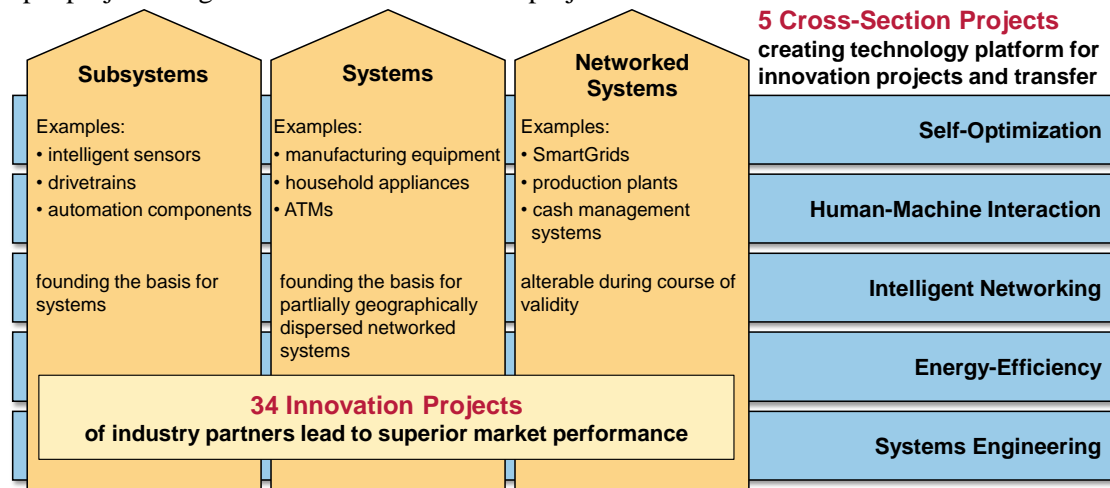 5 Cross-Section Projects
creating technology platform for
innovation projects and transfer
Subsystems
Examples:
• intelligent sensors
• drivetrains
• automation components
founding the basis for
systems
Systems
Examples:
• manufacturing equipment
• household appliances
• ATMs
founding the basis for
partlially geographically
dispersed networked
systems
Networked
Systems
Examples:
• SmartGrids
• production plants
• cash management
systems
alterable during course of
validity
Self-Optimization
Human-Machine Interaction
Intelligent Networking
Energy-Efficiency
Systems Engineering
34 Innovation Projects
of industry partners lead to superior market performance